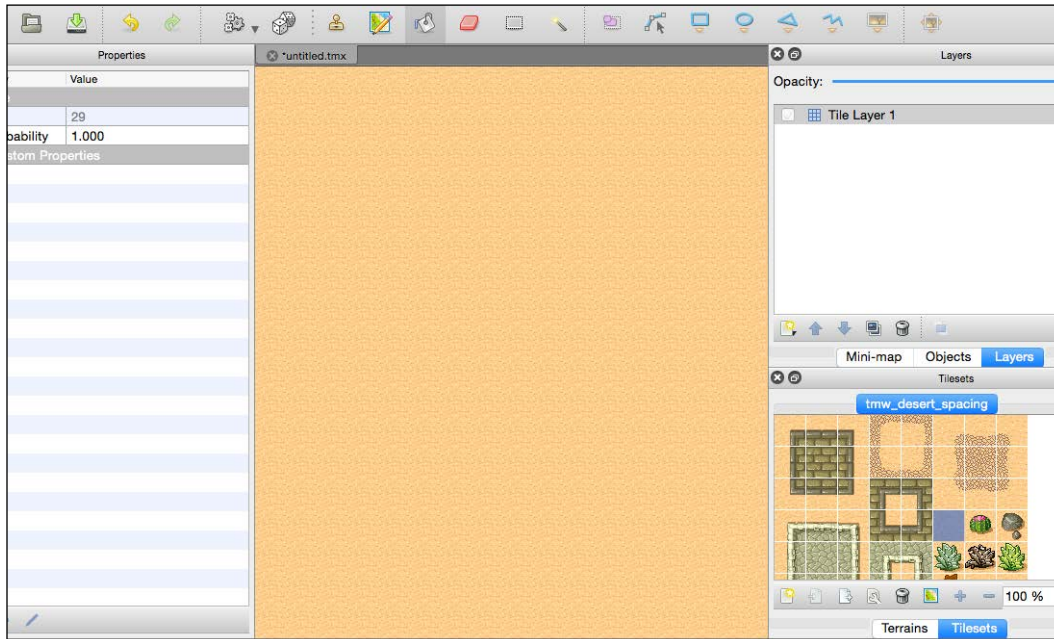 Properties
*untitled.tmx
Layers
Value
Opacity:
29
Tile Layer 1
bability 1.000
stom Properties
Mini-map Objects Layers
Tilesets
tmw_desert_spacing
100 %
Terrains Tilesets